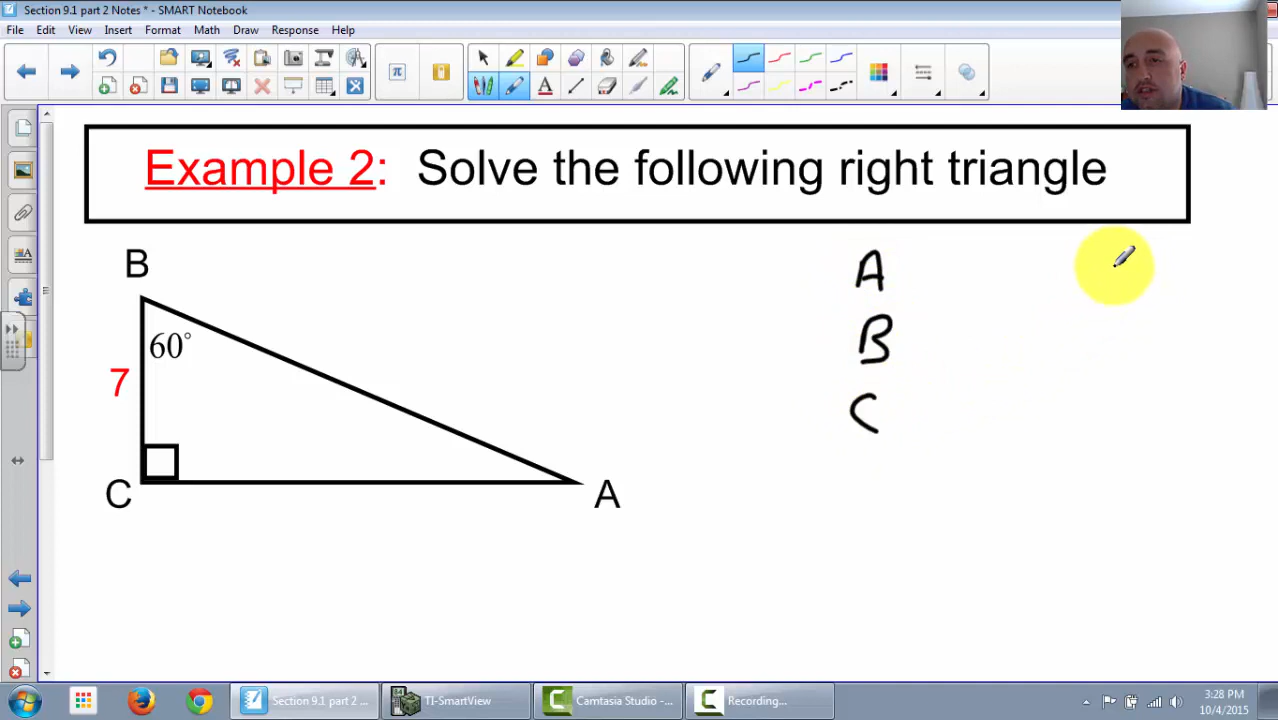 Section 9.1 part 2 Notes * - SMART Notebook
File Edit View Insert Format Math Draw Response Help
π
A
Example 2: Solve the following right triangle
B
A
B
60°
7
C
C
A
Section 9.1 part 2 ...
TI-SmartView
Camtasia Studio -...
Recording...
3:28 PM
10/4/2015